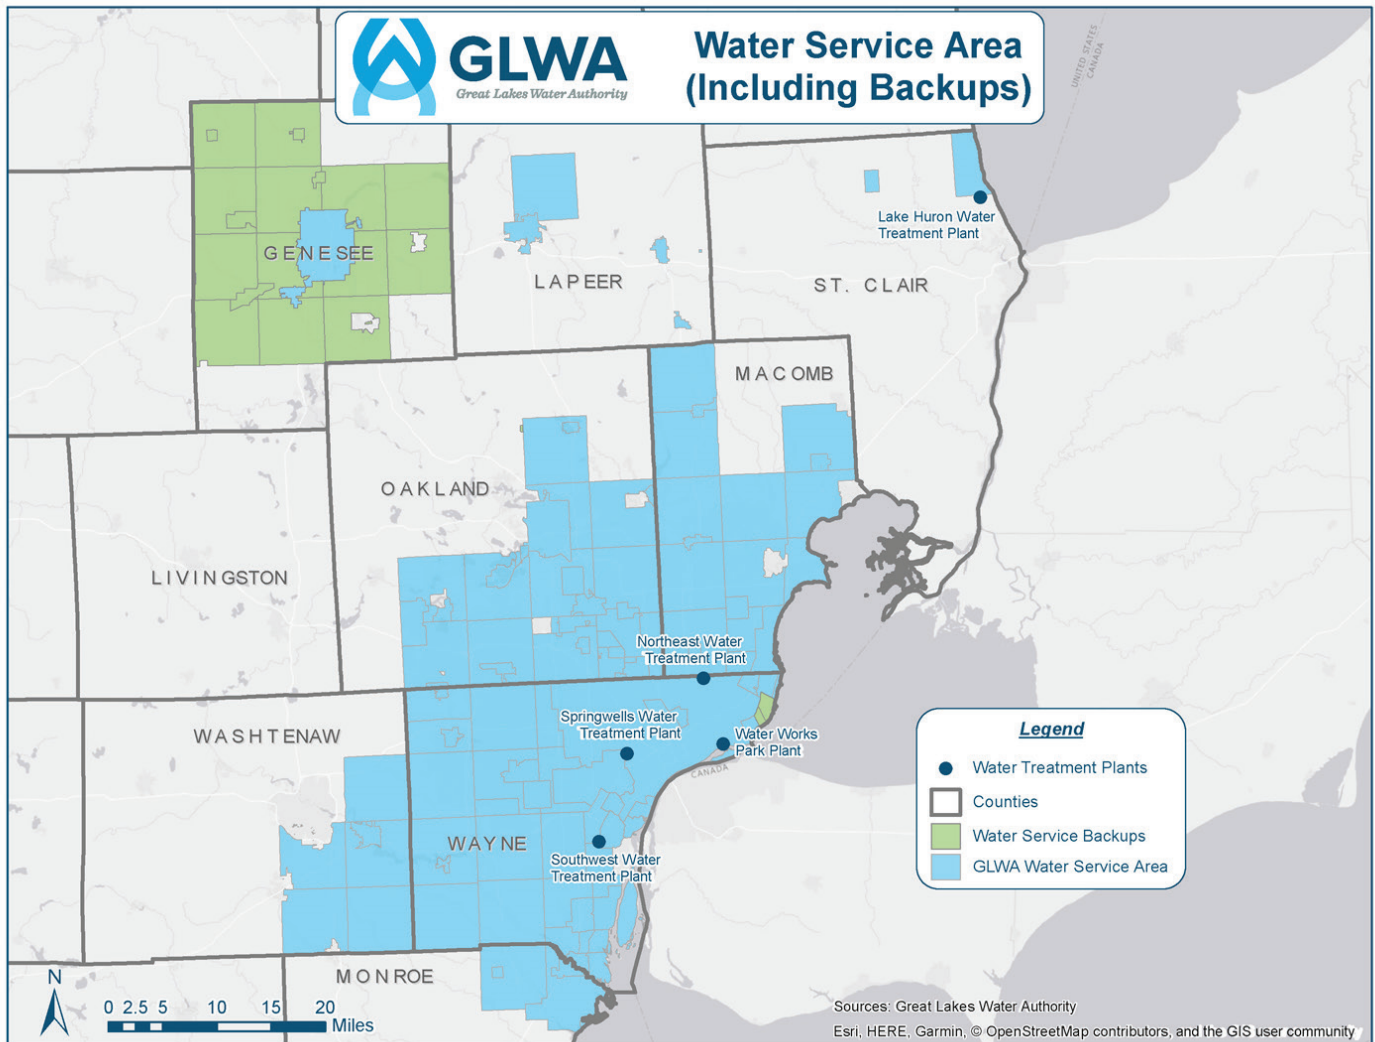 GLWA
Great Lakes Water Authority
Water Service Area
(Including Backups)
UNITED STATES
CANADA
Lake Huron Water
Treatment Plant
GENESEE
LAPEER
ST. CLAIR
MACOMB
OAKLAND
LIVINGSTON
Northeast Water
Treatment Plant
Springwells Water
Treatment Plant
Water Works
Park Plant
CANADA
WASHTENAW
WAYNE
Southwest Water
Treatment Plant
MONROE
Legend
Water Treatment Plants
Counties
Water Service Backups
GLWA Water Service Area
N
0 2.5 5 10 15 20
Miles
Sources: Great Lakes Water Authority
Esri, HERE, Garmin, © OpenStreetMap contributors, and the GIS user community